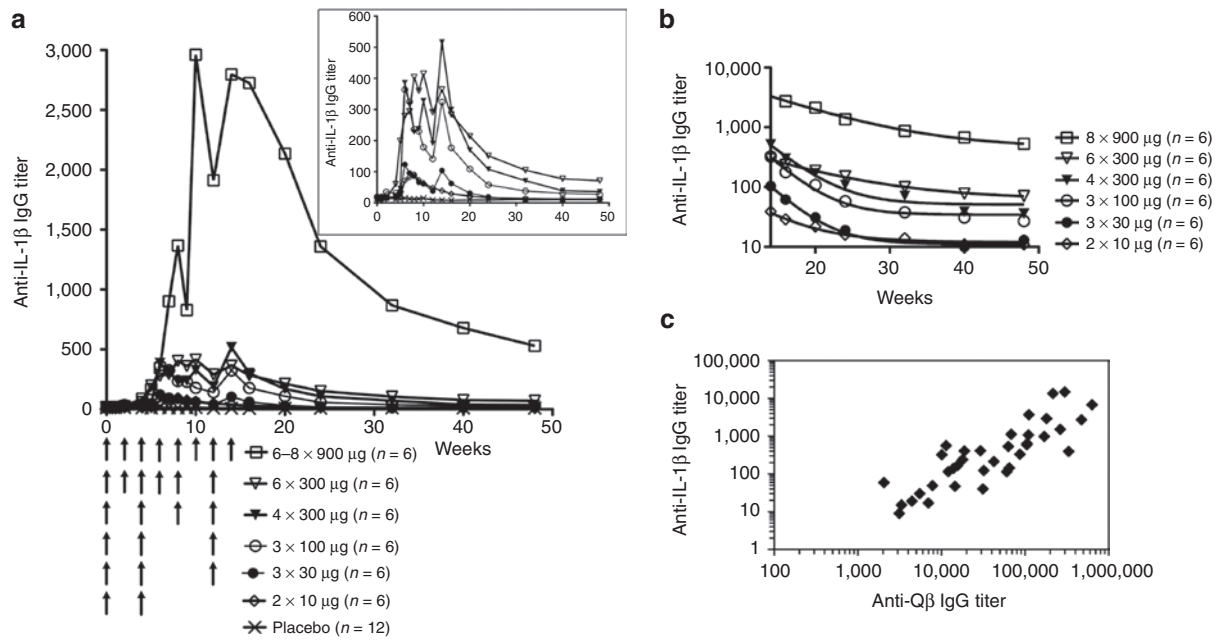 a
Anti-IL-1β IgG titer
3,000
2,500
2,000
1,500
1,000
500
0
0 10 20 30 40 50
Weeks
Anti-IL-1β IgG titer
600
500
400
300
200
100
0
0 10 20 30 40 50
6–8 × 900 μg (n = 6)
6 × 300 μg (n = 6)
4 × 300 μg (n = 6)
3 × 100 μg (n = 6)
3 × 30 μg (n = 6)
2 × 10 μg (n = 6)
Placebo (n = 12)
b
Anti-IL-1β IgG titer
10,000
1,000
100
10
20 30 40 50
Weeks
8 × 900 μg (n = 6)
6 × 300 μg (n = 6)
4 × 300 μg (n = 6)
3 × 100 μg (n = 6)
3 × 30 μg (n = 6)
2 × 10 μg (n = 6)
c
Anti-IL-1β IgG titer
100,000
10,000
1,000
100
10
1
100 1,000 10,000 100,000 1,000,000
Anti-Qβ IgG titer